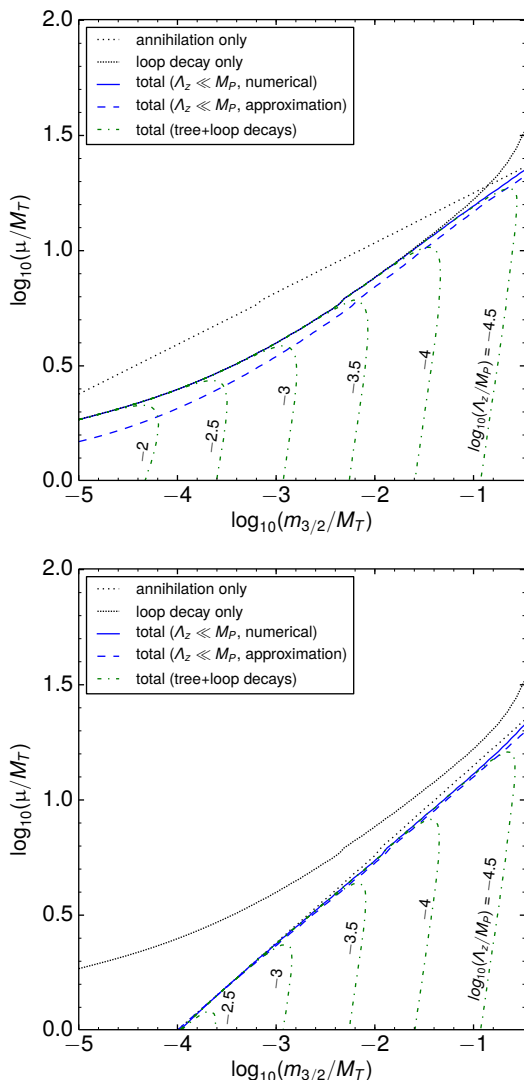 2.0
annihilation only
loop decay only
total (Λz ≪ MP, numerical)
total (Λz ≪ MP, approximation)
total (tree+loop decays)
1.5
log10(μ/MT)
1.0
0.5
0.0
−2
−2.5
−3
−3.5
−4
log10(Λz/MP) = −4.5
−5 −4 −3 −2 −1
log10(m3/2/MT)
2.0
annihilation only
loop decay only
total (Λz ≪ MP, numerical)
total (Λz ≪ MP, approximation)
total (tree+loop decays)
1.5
log10(μ/MT)
1.0
0.5
0.0
−2.5
−3
−3.5
−4
log10(Λz/MP) = −4.5
−5 −4 −3 −2 −1
log10(m3/2/MT)